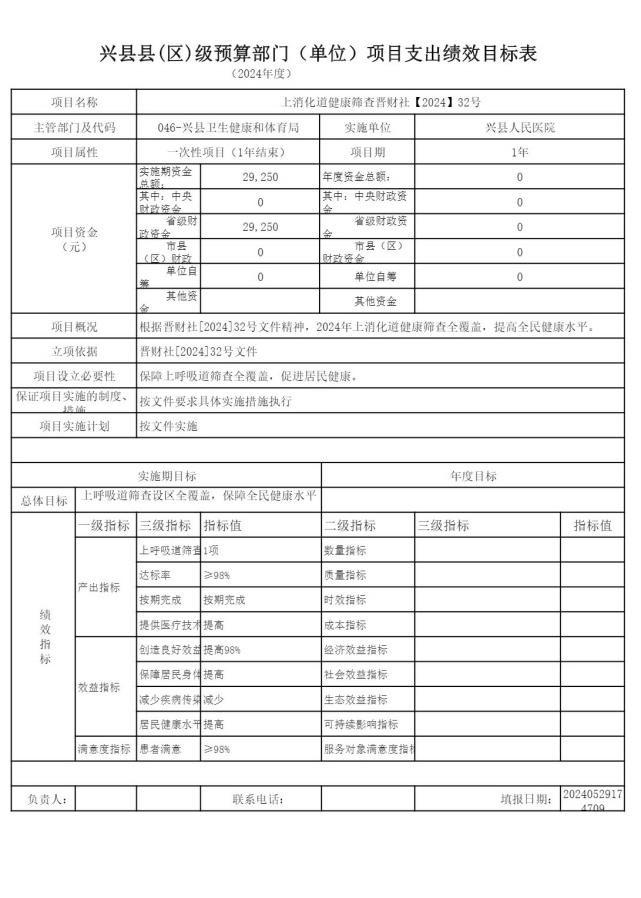 兴县县(区)级预算部门（单位）项目支出绩效目标表
（2024年度）
项目名称 上消化道健康筛查晋财社【2024】32号
主管部门及代码 046-兴县卫生健康和体育局 实施单位 兴县人民医院
项目属性 一次性项目（1年结束） 项目期 1年
项目资金
（元）
实施期资金
总额： 29,250 年度资金总额： 0
其中：中央
财政资金 0 其中：中央财政资
金 0
省级财
政资金 29,250 省级财政资
金 0
市县
（区）财政 0 市县（区）
财政资金 0
单位自
筹 0 单位自筹 0
其他资
金 其他资金
项目概况 根据晋财社[2024]32号文件精神，2024年上消化道健康筛查全覆盖，提高全民健康水平。
立项依据 晋财社[2024]32号文件
项目设立必要性 保障上呼吸道筛查全覆盖，促进居民健康。
保证项目实施的制度、
措施 按文件要求具体实施措施执行
项目实施计划 按文件实施
实施期目标 年度目标
总体目标 上呼吸道筛查设区全覆盖，保障全民健康水平
绩效指标
一级指标 三级指标 指标值 二级指标 三级指标 指标值
产出指标
上呼吸道筛查 1项 数量指标
达标率 ≥98% 质量指标
按期完成 按期完成 时效指标
提供医疗技术 提高 成本指标
效益指标
创造良好效益 提高98% 经济效益指标
保障居民身体 提高 社会效益指标
减少疾病传染 减少 生态效益指标
居民健康水平 提高 可持续影响指标
满意度指标 患者满意 ≥98% 服务对象满意度指标
负责人： 联系电话： 填报日期： 2024052917
4709